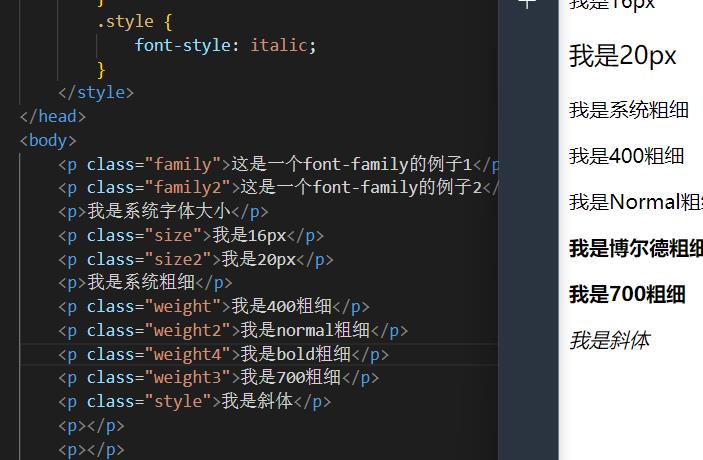 }
.style {
font-style: italic;
}
</style>
</head>
<body>
<p class="family">这是一个font-family的例子1</p
<p class="family2">这是一个font-family的例子2</
<p>我是系统字体大小</p>
<p class="size">我是16px</p>
<p class="size2">我是20px</p>
<p>我是系统粗细</p>
<p class="weight">我是400粗细</p>
<p class="weight2">我是normal粗细</p>
<p class="weight4">我是bold粗细</p>
<p class="weight3">我是700粗细</p>
<p class="style">我是斜体</p>
<p></p>
<p></p>
我是16px
我是20px
我是系统粗细
我是400粗细
我是Normal粗细
我是博尔德粗细
我是700粗细
我是斜体